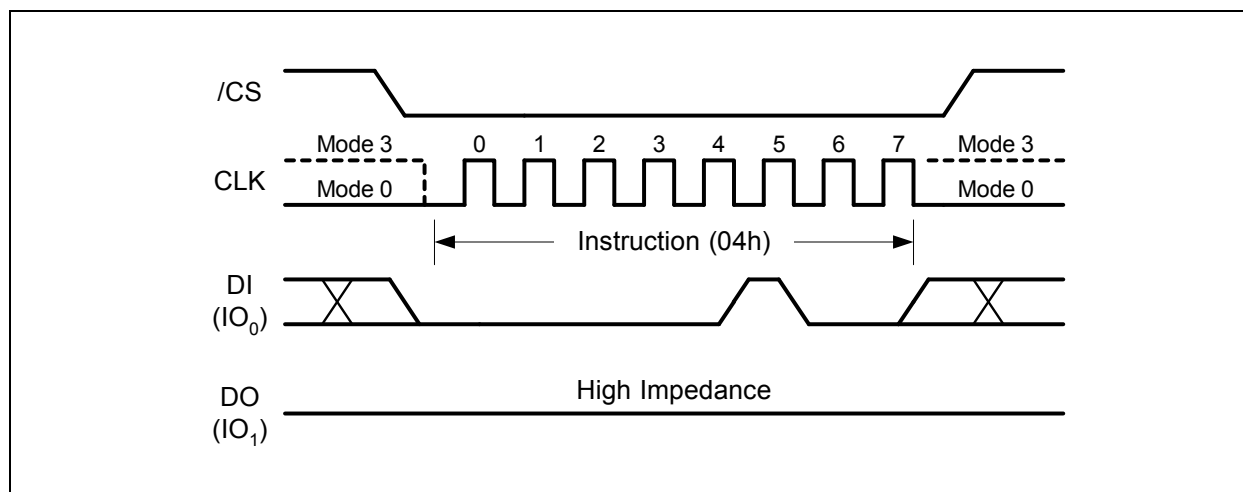 /CS
Mode 3 0 1 2 3 4 5 6 7 Mode 3
CLK
Mode 0 Mode 0
Instruction (04h)
DI
(IO₀)
High Impedance
DO
(IO₁)